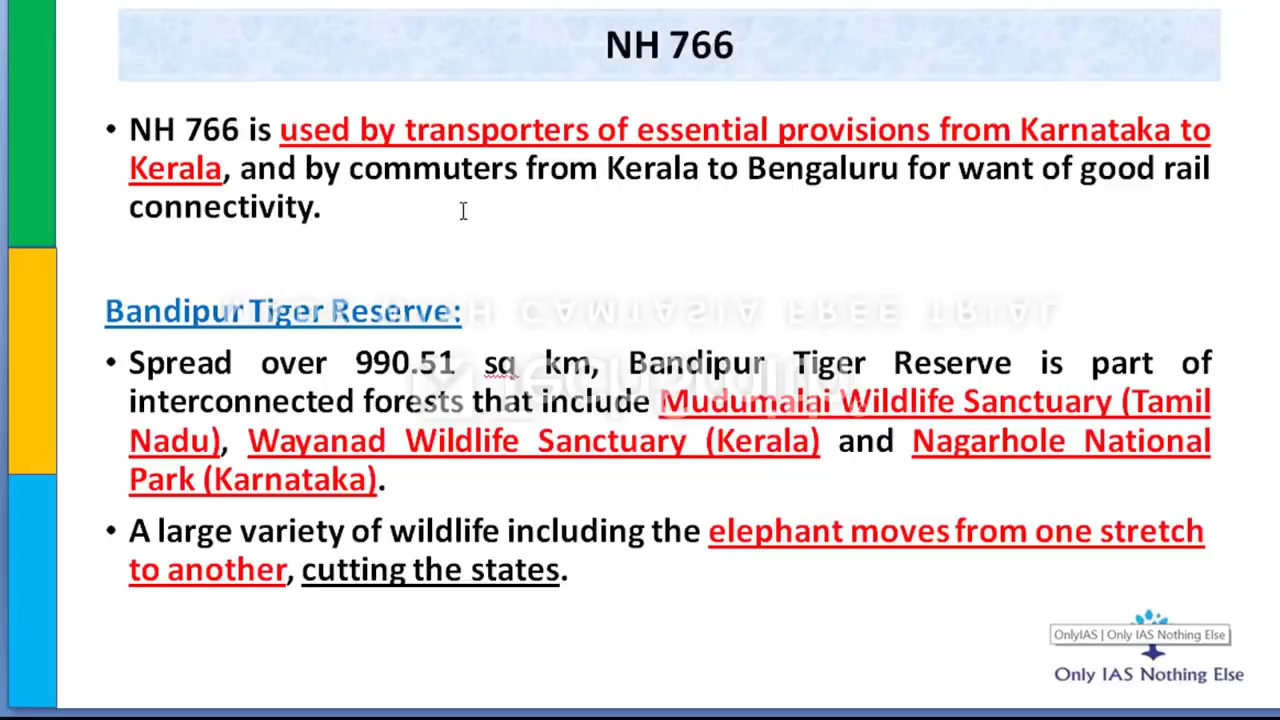 NH 766
• NH 766 is used by transporters of essential provisions from Karnataka to
Kerala, and by commuters from Kerala to Bengaluru for want of good rail
connectivity.
Bandipur Tiger Reserve:
• Spread over 990.51 sq km, Bandipur Tiger Reserve is part of
interconnected forests that include Mudumalai Wildlife Sanctuary (Tamil
Nadu), Wayanad Wildlife Sanctuary (Kerala) and Nagarhole National
Park (Karnataka).
• A large variety of wildlife including the elephant moves from one stretch
to another, cutting the states.
OnlyIAS | Only IAS Nothing Else
Only IAS Nothing Else